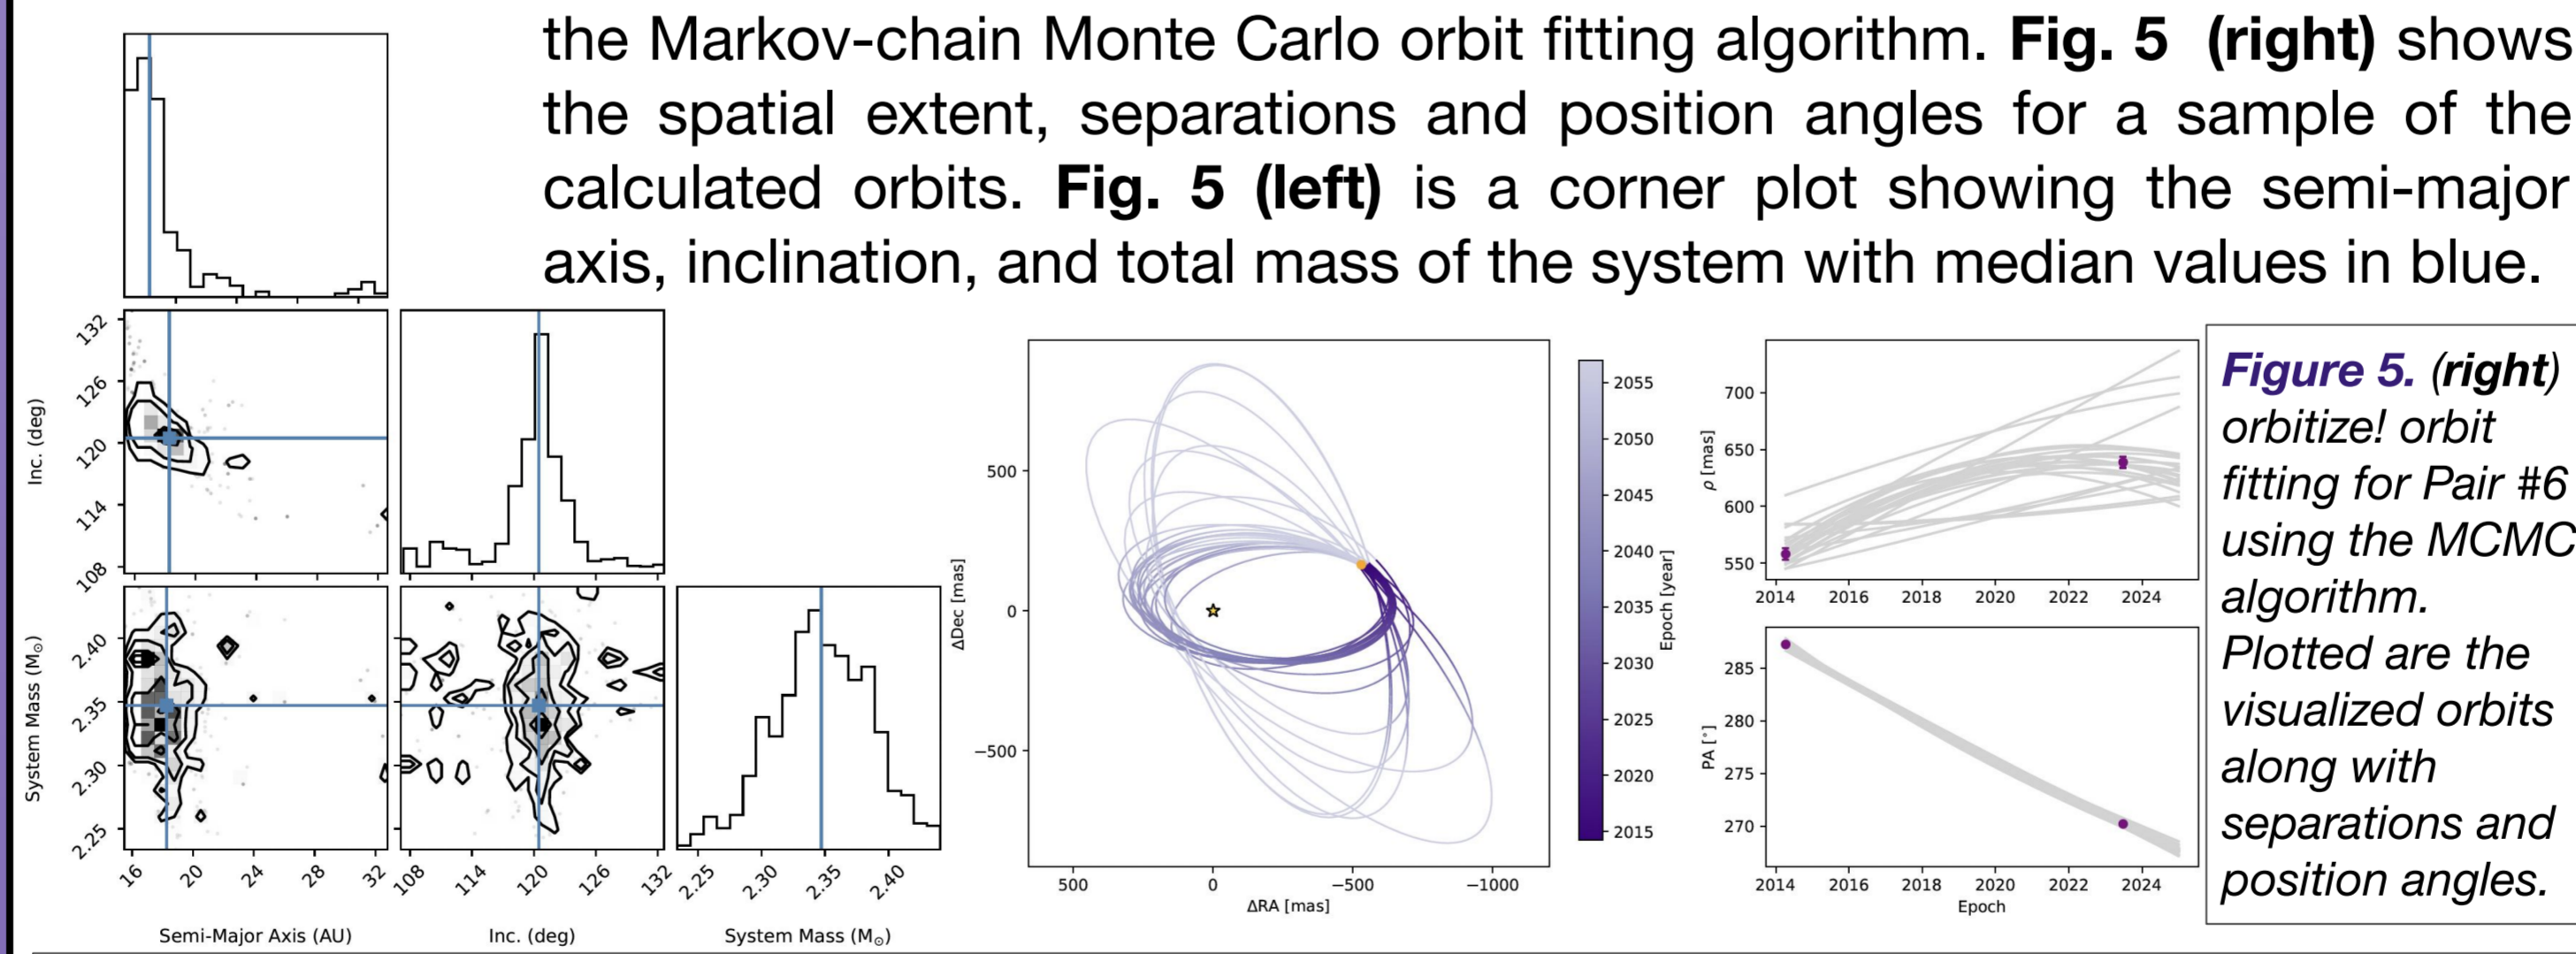 the Markov-chain Monte Carlo orbit fitting algorithm. Fig. 5 (right) shows
the spatial extent, separations and position angles for a sample of the
calculated orbits. Fig. 5 (left) is a corner plot showing the semi-major
axis, inclination, and total mass of the system with median values in blue.
Inc. (deg)
132
126
120
114
108
System Mass (M☉)
2.40
2.35
2.30
2.25
16 20 24 28 32
Semi-Major Axis (AU)
108 114 120 126 132
Inc. (deg)
2.25 2.30 2.35 2.40
System Mass (M☉)
ΔDec [mas]
500
0
−500
500 0 −500 −1000
ΔRA [mas]
2055
2050
2045
2040
2035
2030
2025
2020
2015
Epoch [year]
ρ [mas]
700
650
600
550
2014 2016 2018 2020 2022 2024
PA [°]
285
280
275
270
2014 2016 2018 2020 2022 2024
Epoch
Figure 5. (right)
orbitize! orbit
fitting for Pair #6
using the MCMC
algorithm.
Plotted are the
visualized orbits
along with
separations and
position angles.